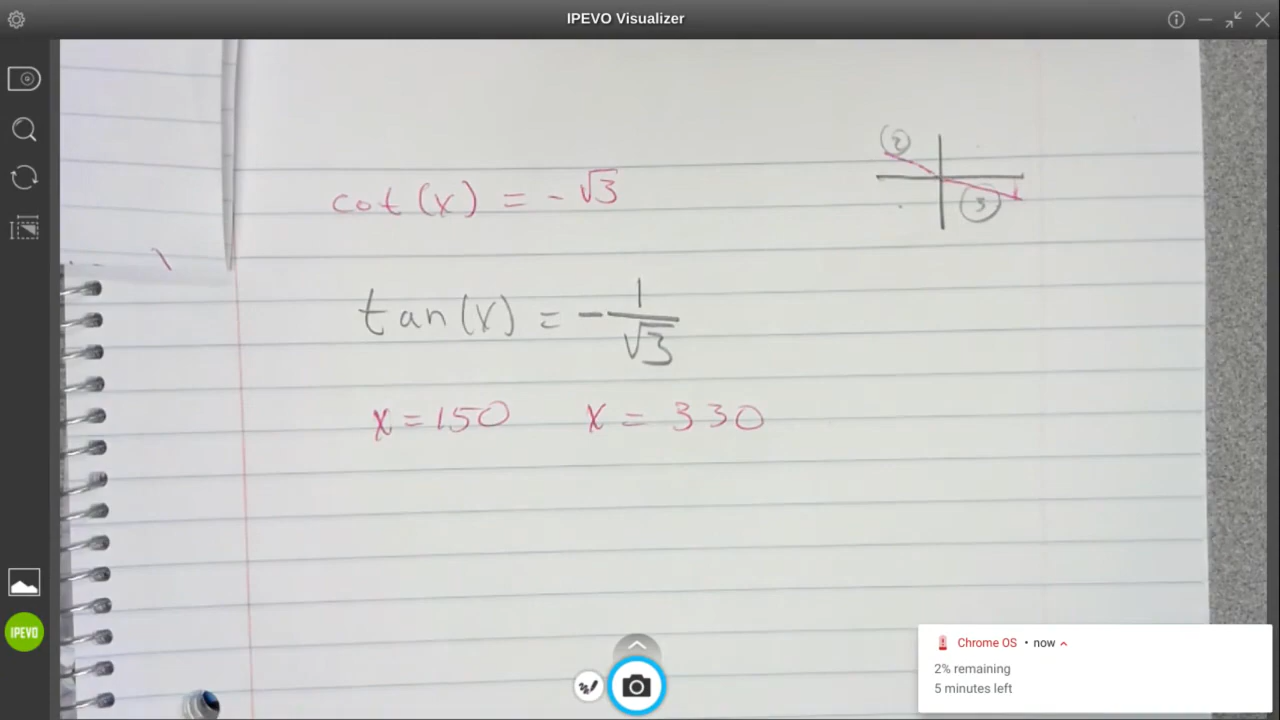 IPEVO Visualizer
②
cot(x) = -√3
③
tan(x) = -1/√3
x = 150 x = 330
IPEVO
Chrome OS • now
2% remaining
5 minutes left